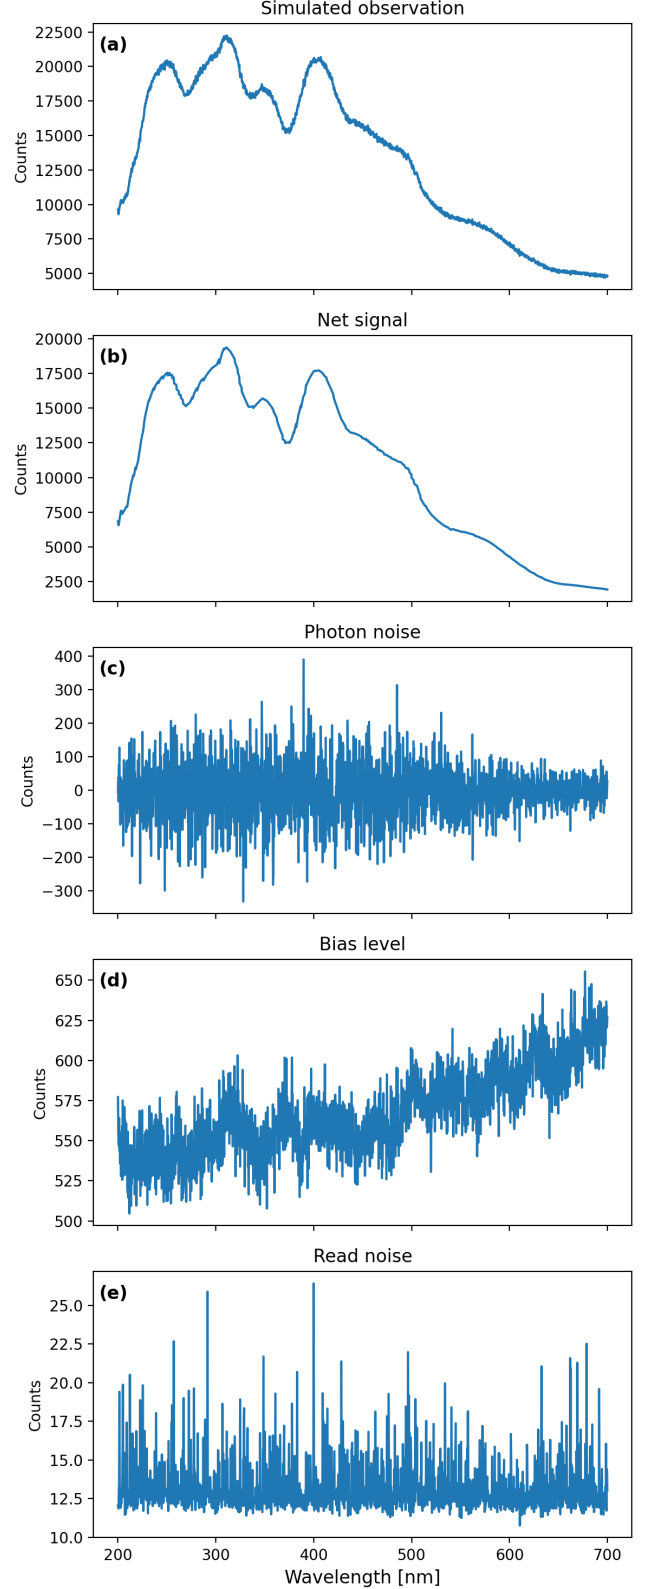 Simulated observation
(a)
22500
20000
17500
15000
12500
10000
7500
5000
Counts
Net signal
(b)
20000
17500
15000
12500
10000
7500
5000
2500
Counts
Photon noise
(c)
400
300
200
100
0
−100
−200
−300
Counts
Bias level
(d)
650
625
600
575
550
525
500
Counts
Read noise
(e)
25.0
22.5
20.0
17.5
15.0
12.5
10.0
Counts
200 300 400 500 600 700
Wavelength [nm]